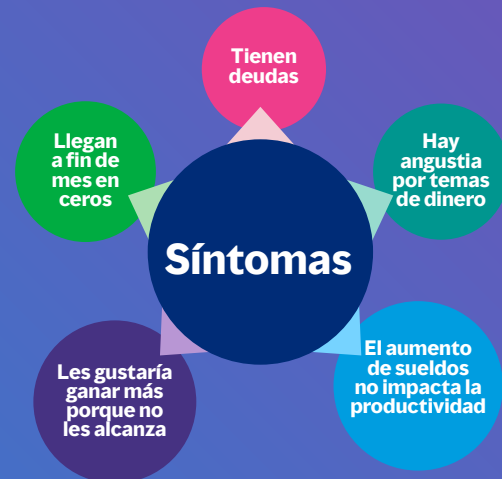 Tienen
deudas
Llegan
a fin de
mes en
ceros
Hay
angustia
por temas
de dinero
Síntomas
Les gustaría
ganar más
porque no
les alcanza
El aumento
de sueldos
no impacta la
productividad